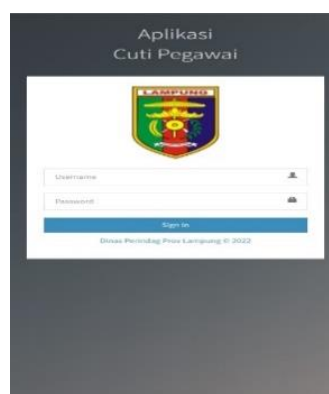 Aplikasi
Cuti Pegawai
LAMPUNG
Username
Password
Sign In
Dinas Perindag Prov Lampung © 2022